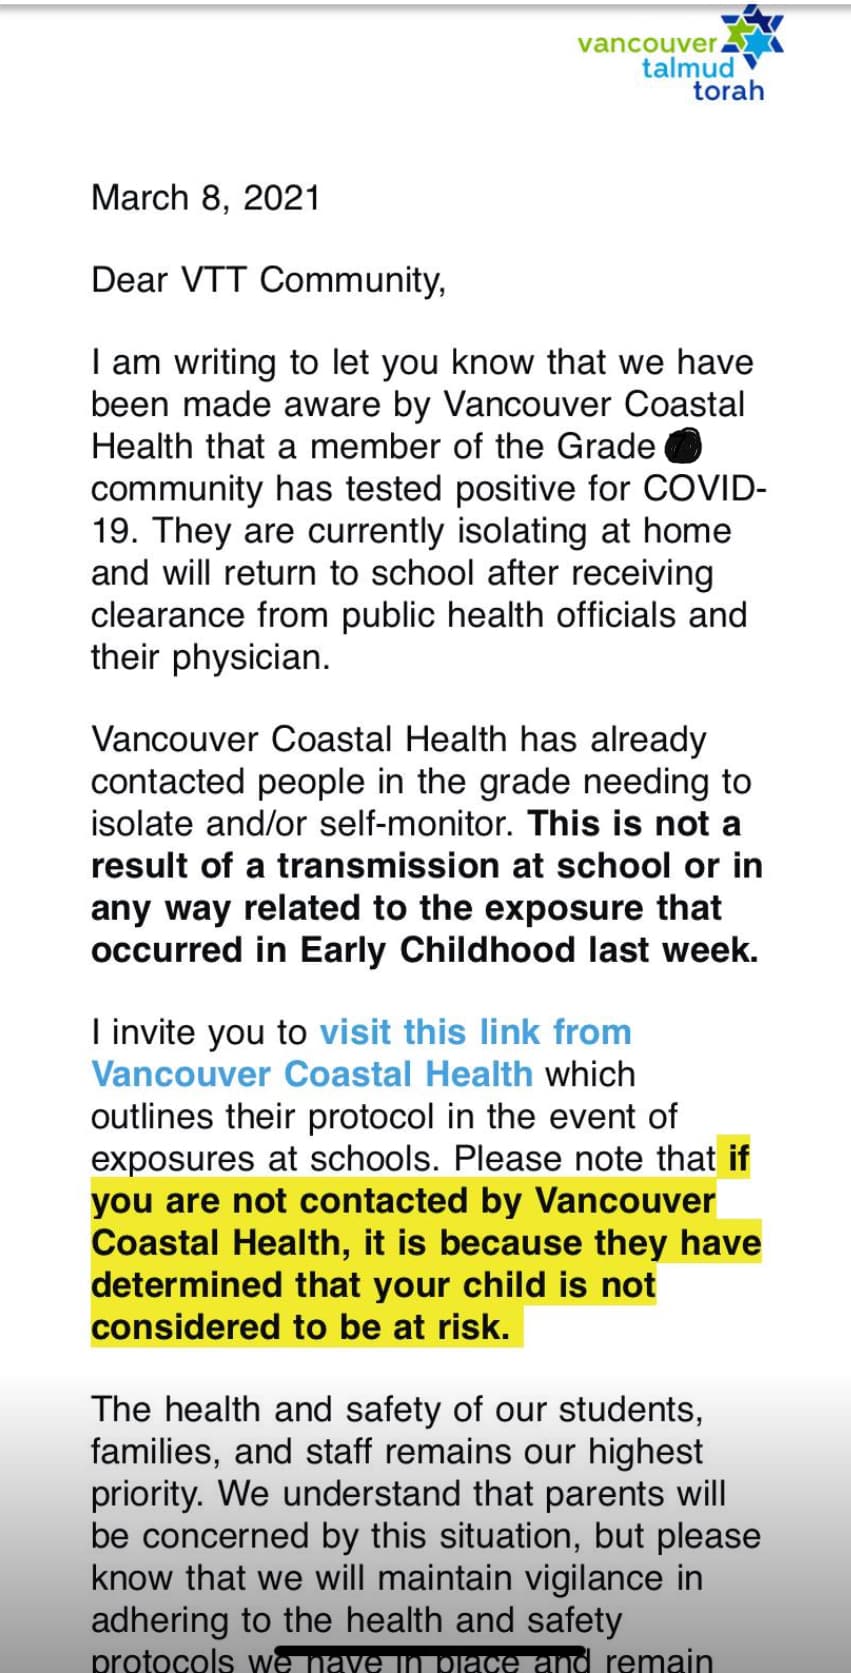 vancouver
talmud
torah
March 8, 2021
Dear VTT Community,
I am writing to let you know that we have
been made aware by Vancouver Coastal
Health that a member of the Grade
community has tested positive for COVID-
19. They are currently isolating at home
and will return to school after receiving
clearance from public health officials and
their physician.
Vancouver Coastal Health has already
contacted people in the grade needing to
isolate and/or self-monitor. This is not a
result of a transmission at school or in
any way related to the exposure that
occurred in Early Childhood last week.
I invite you to visit this link from
Vancouver Coastal Health which
outlines their protocol in the event of
exposures at schools. Please note that if
you are not contacted by Vancouver
Coastal Health, it is because they have
determined that your child is not
considered to be at risk.
The health and safety of our students,
families, and staff remains our highest
priority. We understand that parents will
be concerned by this situation, but please
know that we will maintain vigilance in
adhering to the health and safety
protocols we have in place and remain